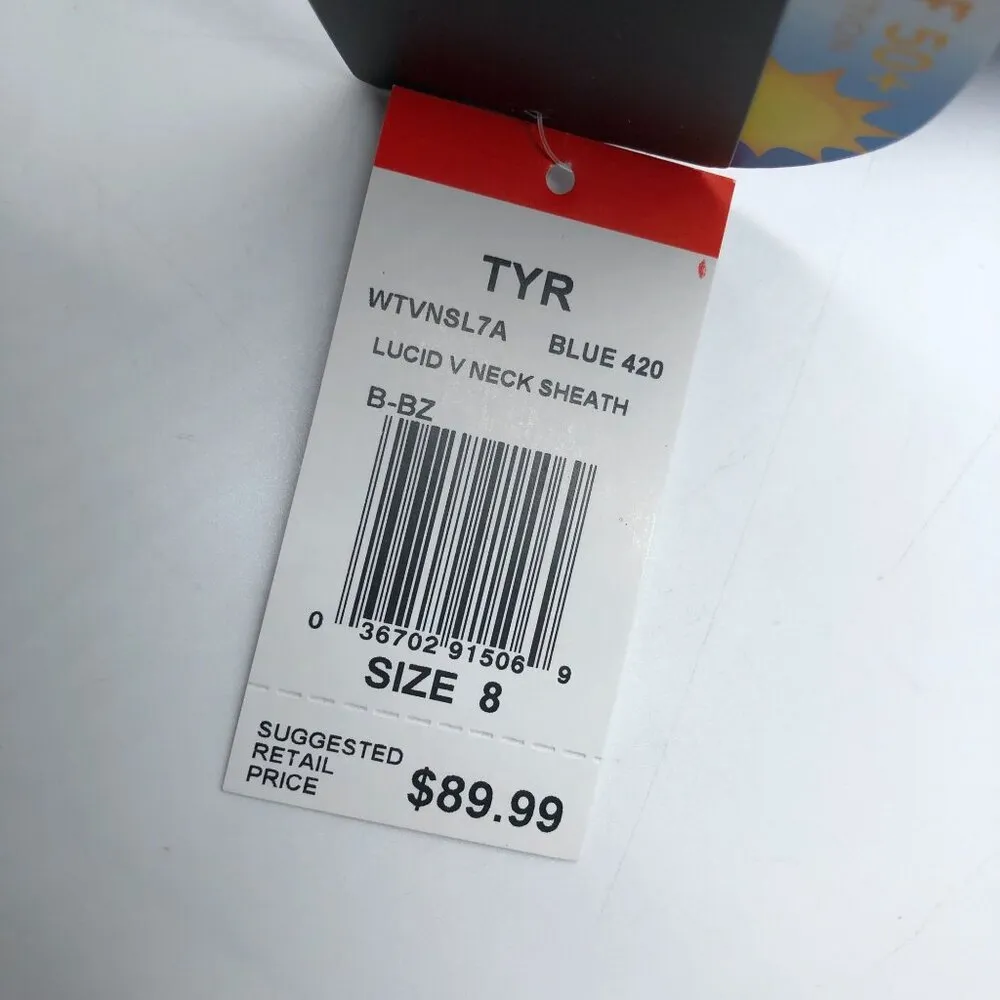 50+
TYR
WTVNSL7A BLUE 420
LUCID V NECK SHEATH
B-BZ
0 36702 91506 9
SIZE 8
SUGGESTED
RETAIL
PRICE
$89.99